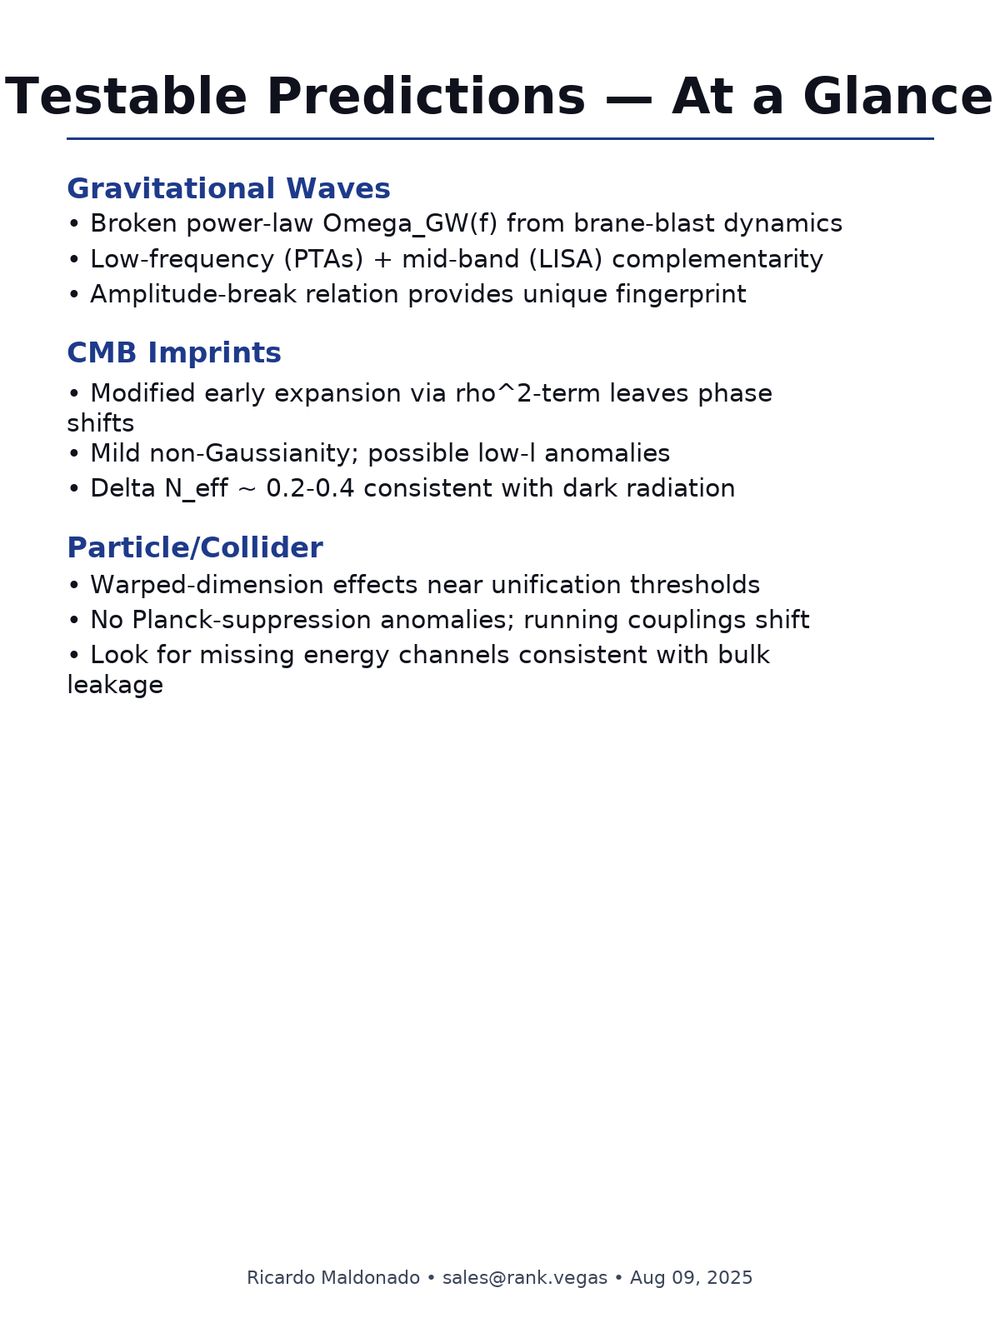 Testable Predictions — At a Glance
Gravitational Waves
• Broken power-law Omega_GW(f) from brane-blast dynamics
• Low-frequency (PTAs) + mid-band (LISA) complementarity
• Amplitude-break relation provides unique fingerprint
CMB Imprints
• Modified early expansion via rho^2-term leaves phase
shifts
• Mild non-Gaussianity; possible low-l anomalies
• Delta N_eff ~ 0.2-0.4 consistent with dark radiation
Particle/Collider
• Warped-dimension effects near unification thresholds
• No Planck-suppression anomalies; running couplings shift
• Look for missing energy channels consistent with bulk
leakage
Ricardo Maldonado • sales@rank.vegas • Aug 09, 2025